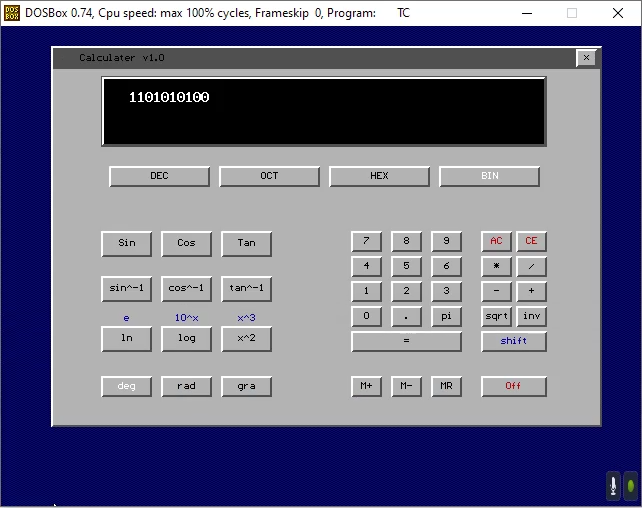 DOS BOX DOSBox 0.74, Cpu speed: max 100% cycles, Frameskip 0, Program: TC
Calculater v1.0
1101010100
DEC OCT HEX BIN
Sin Cos Tan 7 8 9 AC CE
4 5 6 * /
sin^-1 cos^-1 tan^-1 1 2 3 - +
e 10^x x^3 0 . pi sqrt inv
ln log x^2 = shift
deg rad gra M+ M- MR Off